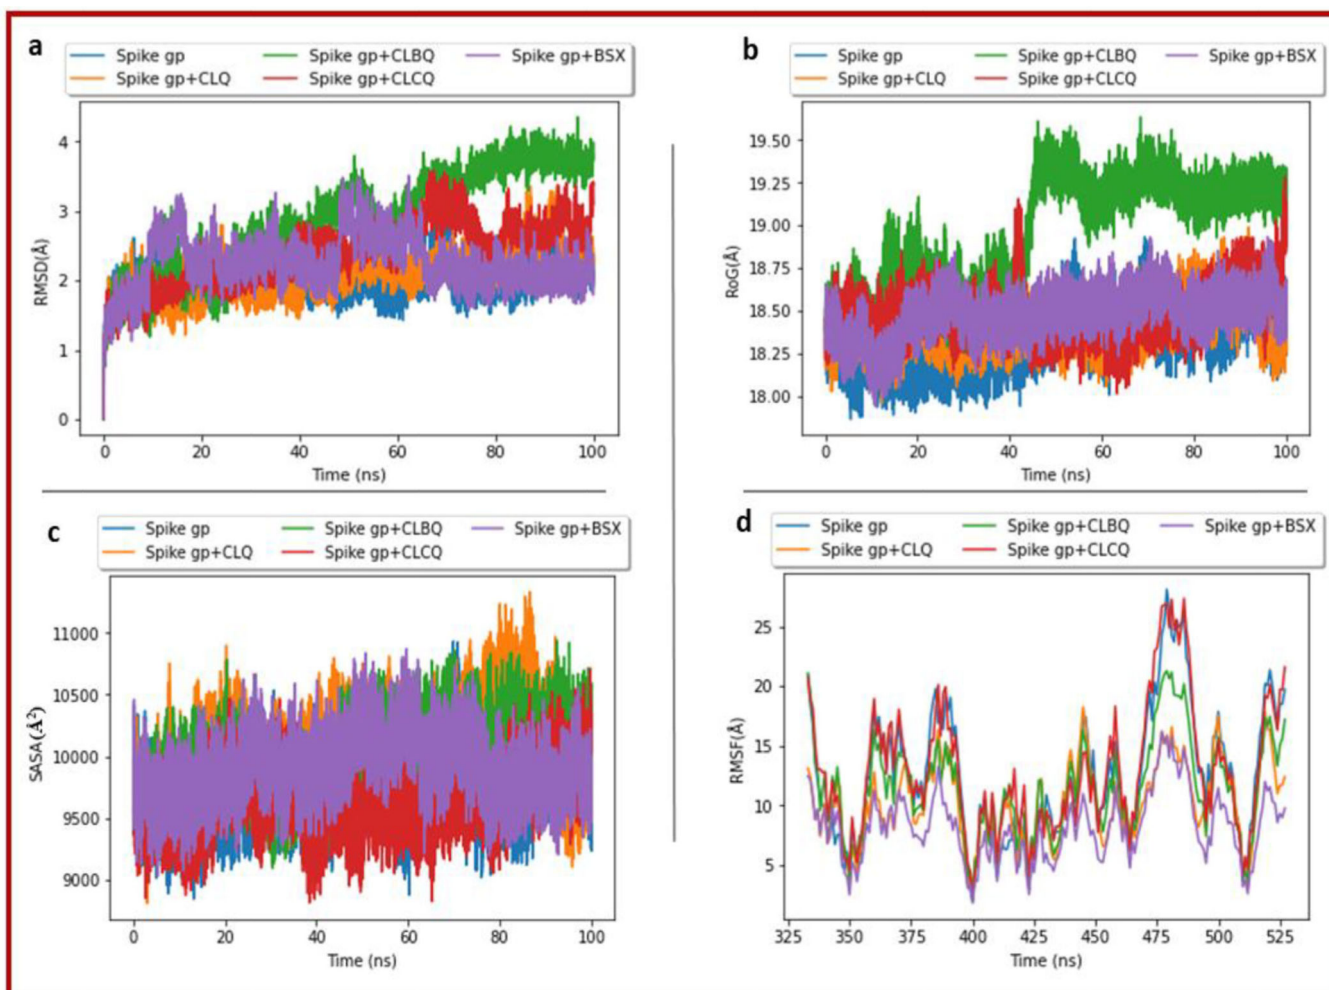 a
Spike gp Spike gp+CLBQ Spike gp+BSX
Spike gp+CLQ Spike gp+CLCQ
4
3
2
1
0
RMSD(Å)
0 20 40 60 80 100
Time (ns)
b
Spike gp Spike gp+CLBQ Spike gp+BSX
Spike gp+CLQ Spike gp+CLCQ
19.50
19.25
19.00
18.75
18.50
18.25
18.00
RoG(Å)
0 20 40 60 80 100
Time (ns)
c
Spike gp Spike gp+CLBQ Spike gp+BSX
Spike gp+CLQ Spike gp+CLCQ
11000
10500
10000
9500
9000
SASA(Å²)
0 20 40 60 80 100
Time (ns)
d
Spike gp Spike gp+CLBQ Spike gp+BSX
Spike gp+CLQ Spike gp+CLCQ
25
20
15
10
5
RMSF(Å)
325 350 375 400 425 450 475 500 525
Time (ns)